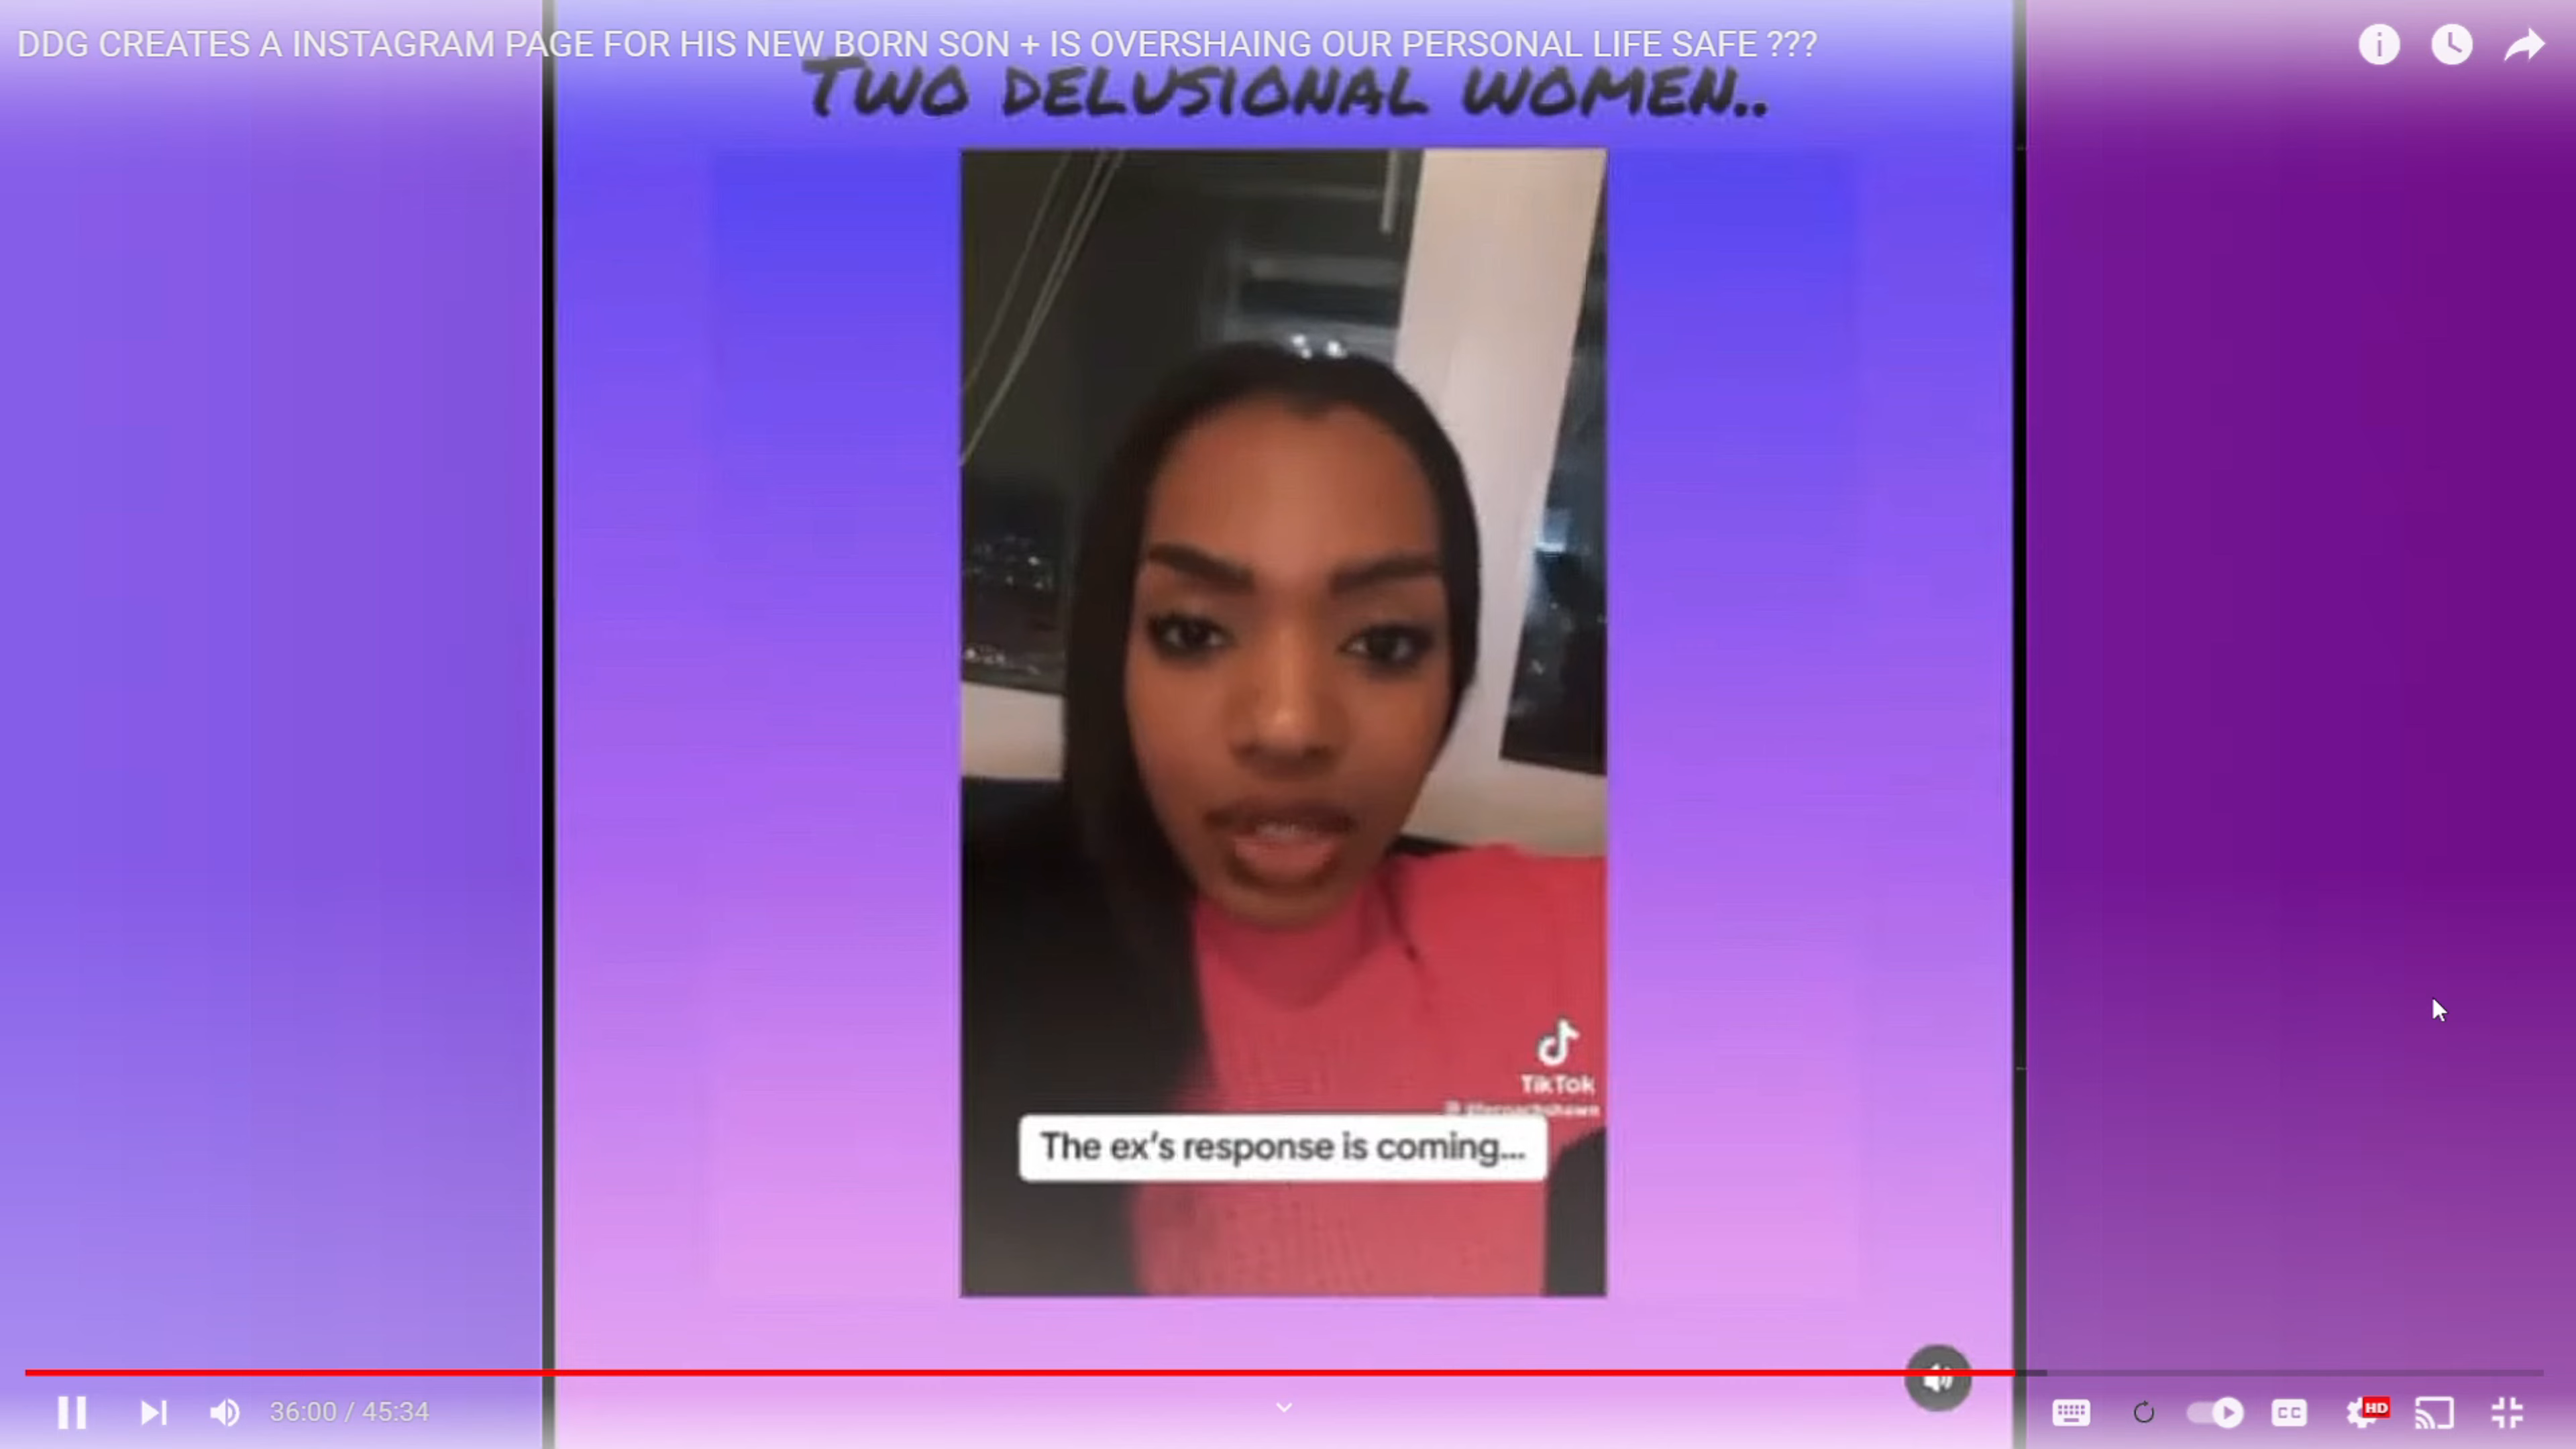 DDG CREATES A INSTAGRAM PAGE FOR HIS NEW BORN SON + IS OVERSHAING OUR PERSONAL LIFE SAFE ???
TWO DELUSIONAL WOMEN..
TikTok
The ex's response is coming...
36:00 / 45:34
CC
HD